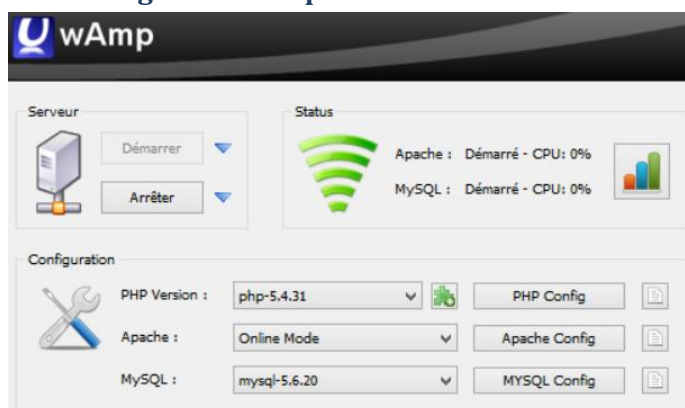 UwAmp
Serveur
Démarrer
Arrêter
Status
Apache : Démarré - CPU: 0%
MySQL : Démarré - CPU: 0%
Configuration
PHP Version : php-5.4.31 PHP Config
Apache : Online Mode Apache Config
MySQL : mysql-5.6.20 MYSQL Config